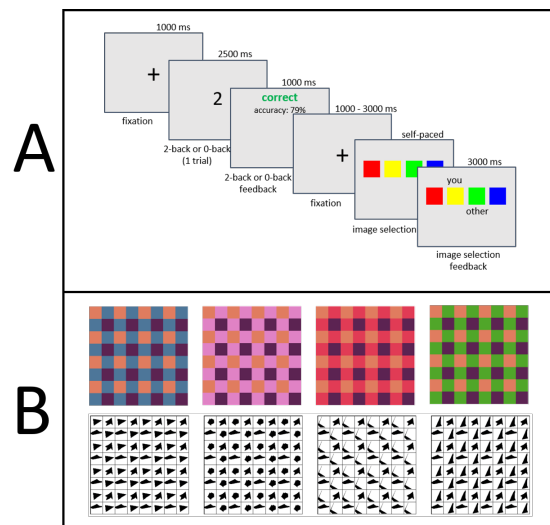 A
1000 ms
+
fixation
2500 ms
2
2-back or 0-back
(1 trial)
1000 ms
correct
accuracy: 79%
2-back or 0-back
feedback
1000 - 3000 ms
+
fixation
self-paced
image selection
3000 ms
you
other
image selection
feedback
B